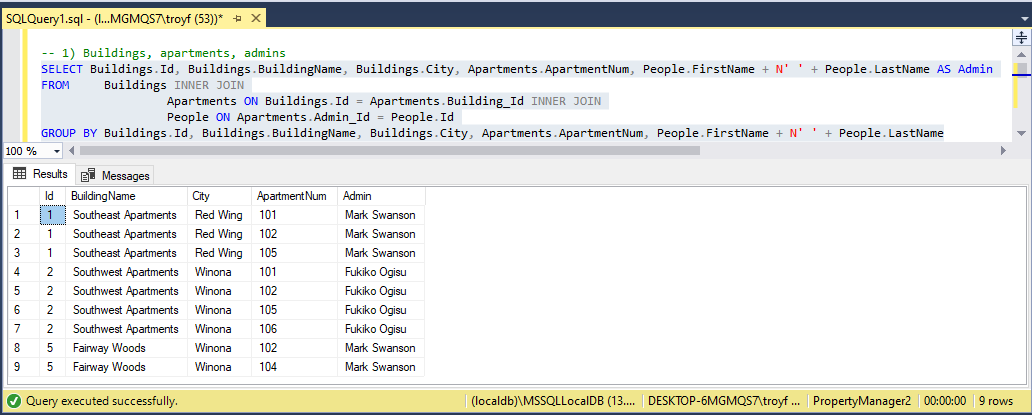 SQLQuery1.sql - (l...MGMQS7\troyf (53))*
-- 1) Buildings, apartments, admins
SELECT Buildings.Id, Buildings.BuildingName, Buildings.City, Apartments.ApartmentNum, People.FirstName + N' ' + People.LastName AS Admin
FROM Buildings INNER JOIN
Apartments ON Buildings.Id = Apartments.Building_Id INNER JOIN
People ON Apartments.Admin_Id = People.Id
GROUP BY Buildings.Id, Buildings.BuildingName, Buildings.City, Apartments.ApartmentNum, People.FirstName + N' ' + People.LastName
100 %
Results Messages
Id BuildingName City ApartmentNum Admin
1 1 Southeast Apartments Red Wing 101 Mark Swanson
2 1 Southeast Apartments Red Wing 102 Mark Swanson
3 1 Southeast Apartments Red Wing 105 Mark Swanson
4 2 Southwest Apartments Winona 101 Fukiko Ogisu
5 2 Southwest Apartments Winona 102 Fukiko Ogisu
6 2 Southwest Apartments Winona 105 Fukiko Ogisu
7 2 Southwest Apartments Winona 106 Fukiko Ogisu
8 5 Fairway Woods Winona 102 Mark Swanson
9 5 Fairway Woods Winona 104 Mark Swanson
Query executed successfully. (localdb)\MSSQLLocalDB (13.... DESKTOP-6MGMQS7\troyf ... PropertyManager2 00:00:00 9 rows